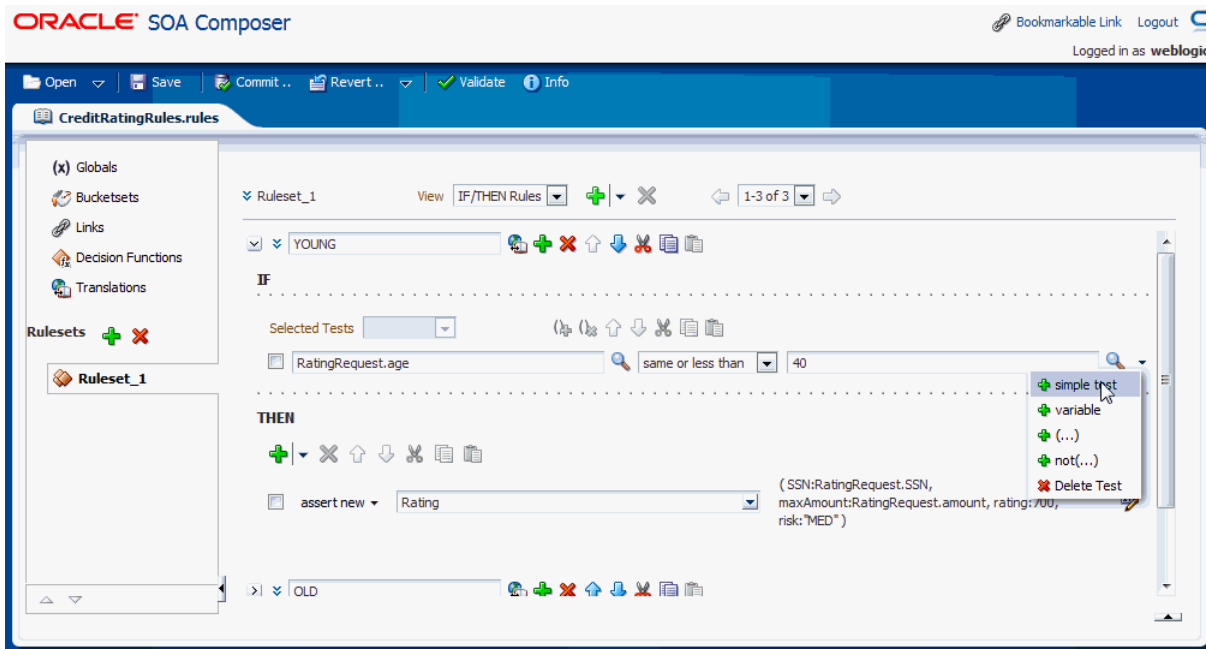 ORACLE SOA Composer
Bookmarkable Link Logout
Logged in as weblogic
Open Save Commit .. Revert .. Validate Info
CreditRatingRules.rules
(x) Globals
Bucketsets
Links
Decision Functions
Translations
Rulesets
Ruleset_1
Ruleset_1 View IF/THEN Rules 1-3 of 3
YOUNG
IF
Selected Tests
RatingRequest.age same or less than 40
simple test
variable
(...)
not(...)
Delete Test
THEN
assert new Rating
( SSN:RatingRequest.SSN,
maxAmount:RatingRequest.amount, rating:700,
risk:"MED" )
OLD